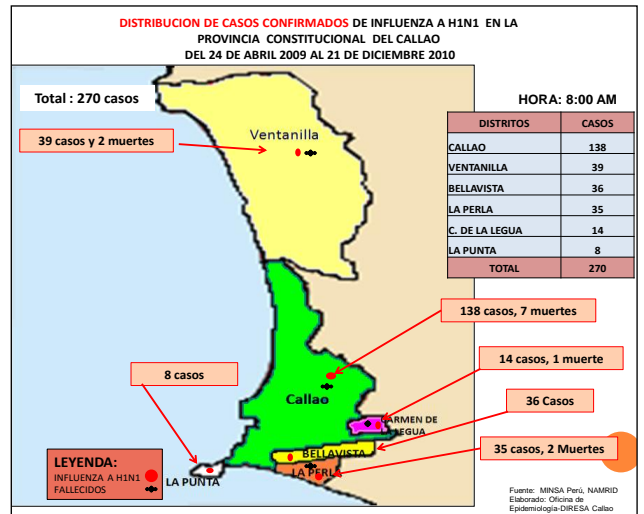 DISTRIBUCION DE CASOS CONFIRMADOS DE INFLUENZA A H1N1 EN LA
PROVINCIA CONSTITUCIONAL DEL CALLAO
DEL 24 DE ABRIL 2009 AL 21 DE DICIEMBRE 2010
Total : 270 casos
HORA: 8:00 AM
DISTRITOS CASOS
CALLAO 138
VENTANILLA 39
BELLAVISTA 36
LA PERLA 35
C. DE LA LEGUA 14
LA PUNTA 8
TOTAL 270
Ventanilla
39 casos y 2 muertes
138 casos, 7 muertes
8 casos
14 casos, 1 muerte
Callao
36 Casos
CARMEN DE
LA LEGUA
BELLAVISTA
35 casos, 2 Muertes
LA PERLA
LA PUNTA
LEYENDA:
INFLUENZA A H1N1
FALLECIDOS
Fuente: MINSA Perú, NAMRID
Elaborado: Oficina de
Epidemiología-DIRESA Callao